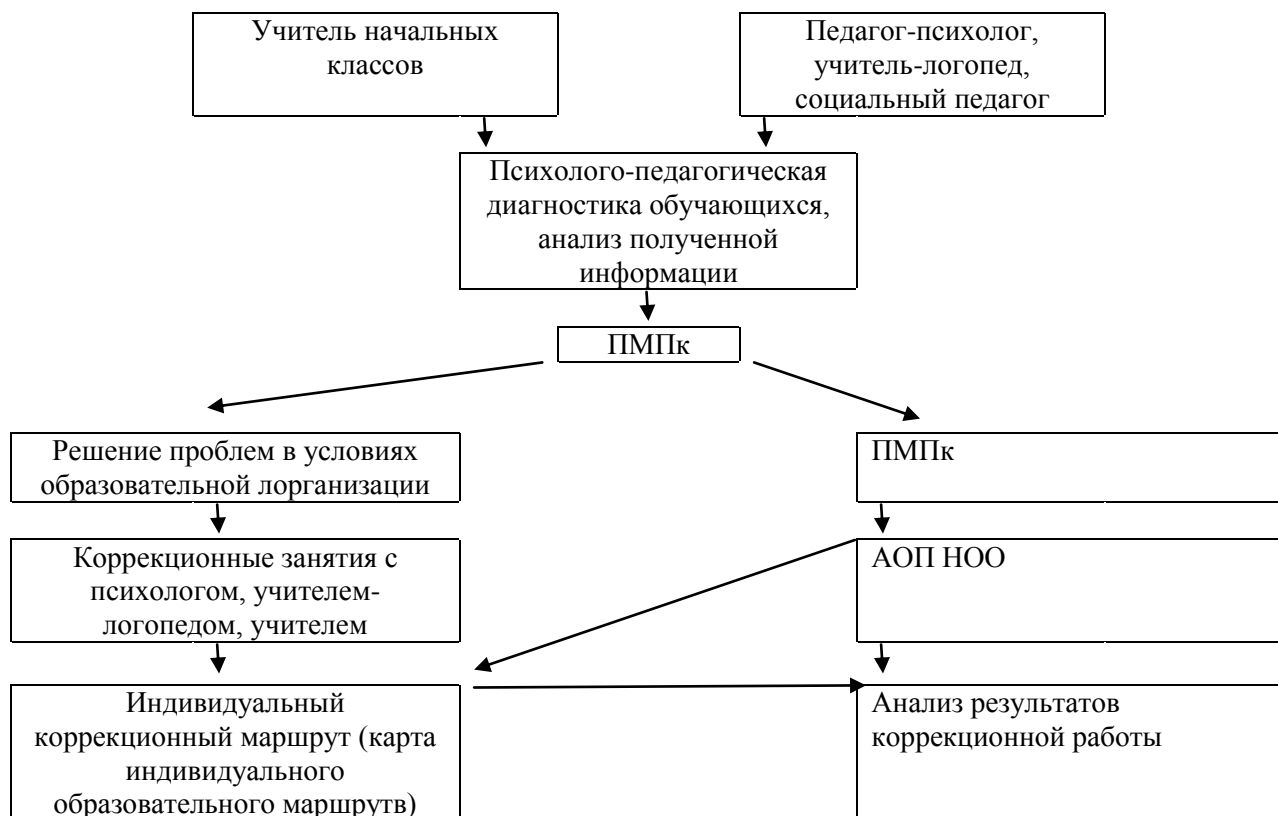 Учитель начальных
классов
Педагог-психолог,
учитель-логопед,
социальный педагог
Психолого-педагогическая
диагностика обучающихся,
анализ полученной
информации
ПМПк
Решение проблем в условиях
образовательной лорганизации
ПМПк
Коррекционные занятия с
психологом, учителем-
логопедом, учителем
АОП НОО
Индивидуальный
коррекционный маршрут (карта
индивидуального
образовательного маршрутв)
Анализ результатов
коррекционной работы